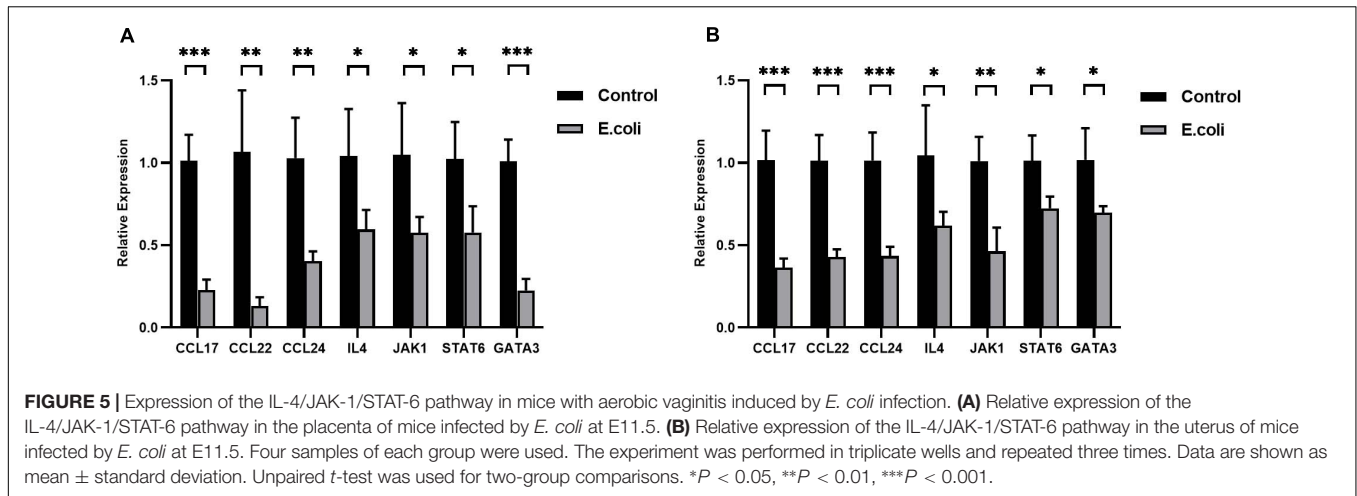 A
*** ** ** * * * ***
1.5
1.0
0.5
0.0
Relative Expression
Control
E.coli
CCL17 CCL22 CCL24 IL4 JAK1 STAT6 GATA3
B
*** *** *** * ** * *
1.5
1.0
0.5
0.0
Relative Expression
Control
E.coli
CCL17 CCL22 CCL24 IL4 JAK1 STAT6 GATA3
FIGURE 5 | Expression of the IL-4/JAK-1/STAT-6 pathway in mice with aerobic vaginitis induced by E. coli infection. (A) Relative expression of the
IL-4/JAK-1/STAT-6 pathway in the placenta of mice infected by E. coli at E11.5. (B) Relative expression of the IL-4/JAK-1/STAT-6 pathway in the uterus of mice
infected by E. coli at E11.5. Four samples of each group were used. The experiment was performed in triplicate wells and repeated three times. Data are shown as
mean ± standard deviation. Unpaired t-test was used for two-group comparisons. *P < 0.05, **P < 0.01, ***P < 0.001.